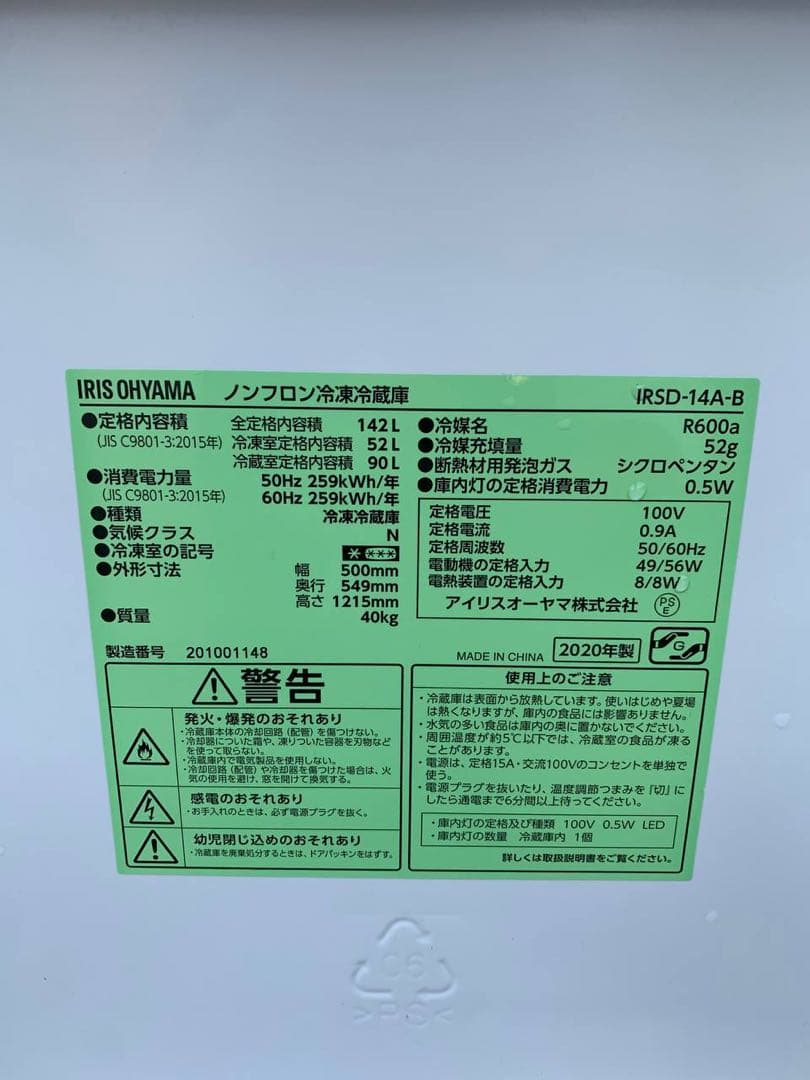 IRIS OHYAMA ノンフロン冷凍冷蔵庫 IRSD-14A-B
●定格内容積 全定格内容積 142L
(JIS C9801-3:2015年) 冷凍室定格内容積 52L
冷蔵室定格内容積 90L
●消費電力量 50Hz 259kWh/年
(JIS C9801-3:2015年) 60Hz 259kWh/年
●種類 冷凍冷蔵庫
●気候クラス N
●冷凍室の記号
●外形寸法 幅 500mm
奥行 549mm
高さ 1215mm
●質量 40kg
製造番号 201001148
●冷媒名 R600a
●冷媒充填量 52g
●断熱材用発泡ガス シクロペンタン
●庫内灯の定格消費電力 0.5W
定格電圧 100V
定格電流 0.9A
定格周波数 50/60Hz
電動機の定格入力 49/56W
電熱装置の定格入力 8/8W
アイリスオーヤマ株式会社 PSE
MADE IN CHINA 2020年製 G
警告
発火・爆発のおそれあり
・冷蔵庫本体の冷却回路(配管)を傷つけない。
・冷却器についた霜や、凍りついた容器を刃物など
を使って取らない。
・冷蔵庫内で電気製品を使用しない。
・冷却回路(配管)や冷却器を傷つけた場合は、火
気の使用を避け、窓を開けて換気する。
感電のおそれあり
・お手入れのときは、必ず電源プラグを抜く。
幼児閉じ込めのおそれあり
・冷蔵庫を廃棄処分するときは、ドアパッキンをはずす。
使用上のご注意
・冷蔵庫は表面から放熱しています。使いはじめや夏場
は熱くなりますが、庫内の食品には影響ありません。
・水気の多い食品は庫内の奥に置かないでください。
・周囲温度が約5℃以下では、冷蔵室の食品が凍る
ことがあります。
・電源は、定格15A・交流100Vのコンセントを単独で
使う。
・電源プラグを抜いたり、温度調節つまみを「切」に
したら通電まで6分間以上待ってください。
・庫内灯の定格及び種類 100V 0.5W LED
・庫内灯の数量 冷蔵庫内 1個
詳しくは取扱説明書をご覧ください。
06
>PS<